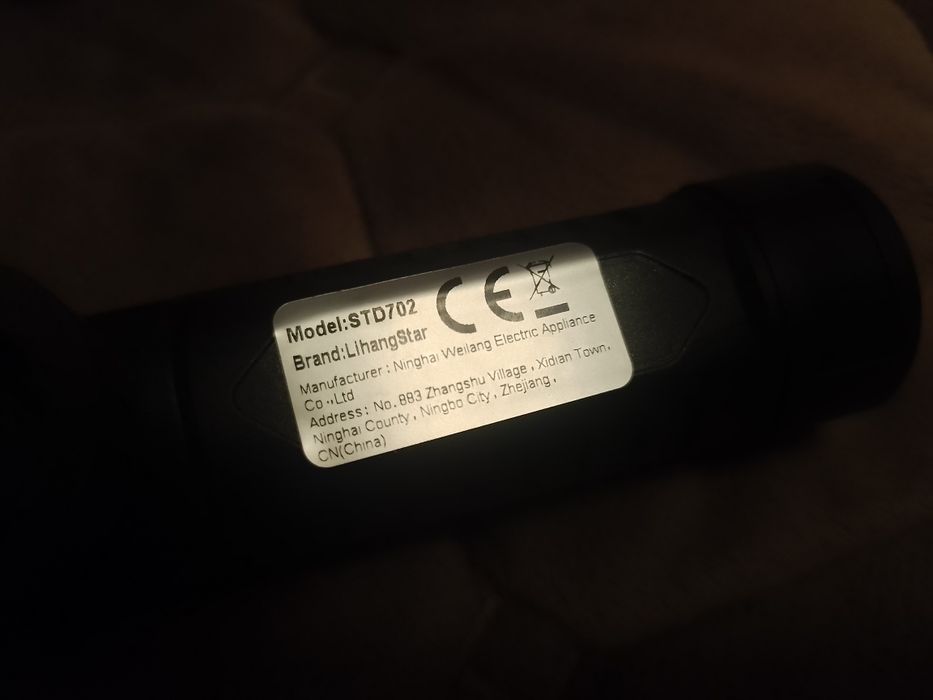 Model:STD702
Brand:LihangStar
CE
Manufacturer : Ninghai Weilang Electric Appliance
Co .,Ltd
Address : No. 883 Zhangshu Village , Xidian Town,
Ninghai County , Ningbo City , Zhejiang ,
CN(China)